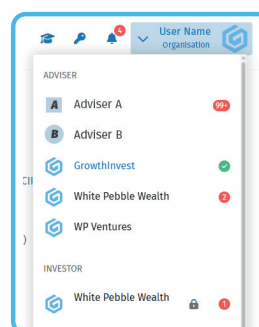 4
User Name
Organisation
ADVISER
A Adviser A 99+
B Adviser B
GrowthInvest
White Pebble Wealth 2
WP Ventures
INVESTOR
White Pebble Wealth 1
)